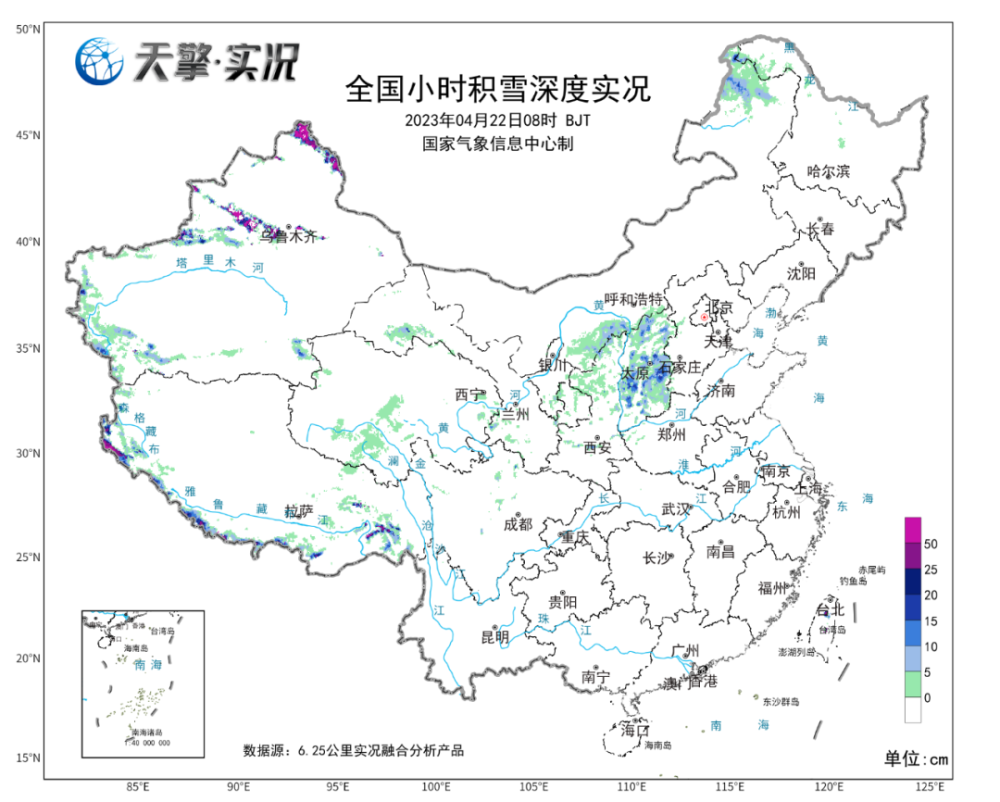 50°N
天擎·实况
全国小时积雪深度实况
2023年04月22日08时 BJT
国家气象信息中心制
黑
龙
江
45°N
哈尔滨
长春
40°N
乌鲁木齐
塔 里 木 河
沈阳
呼和浩特
北京
黄
渤
海
天津
黄
海
35°N
银川
太原
石家庄
济南
西宁
河
兰州
河
郑州
森
格
藏
布
黄
西安
30°N
澜
金
淮
河
南京
合肥
上海
东 海
雅 鲁 藏 布 江
拉萨
长
江
武汉
杭州
沧
沙
江
成都
重庆
25°N
长沙
南昌
福州
赤尾屿
钓鱼岛
台北
台湾岛
澎湖列岛
江
贵阳
昆明
珠
江
20°N
广州
南宁
澳门
香港
东沙群岛
南 海
海口
海南岛
15°N
台湾岛
海南岛
南 海
南海诸岛
1:40 000 000
数据源：6.25公里实况融合分析产品
50
25
20
15
10
5
0
单位:cm
85°E 90°E 95°E 100°E 105°E 110°E 115°E 120°E 125°E